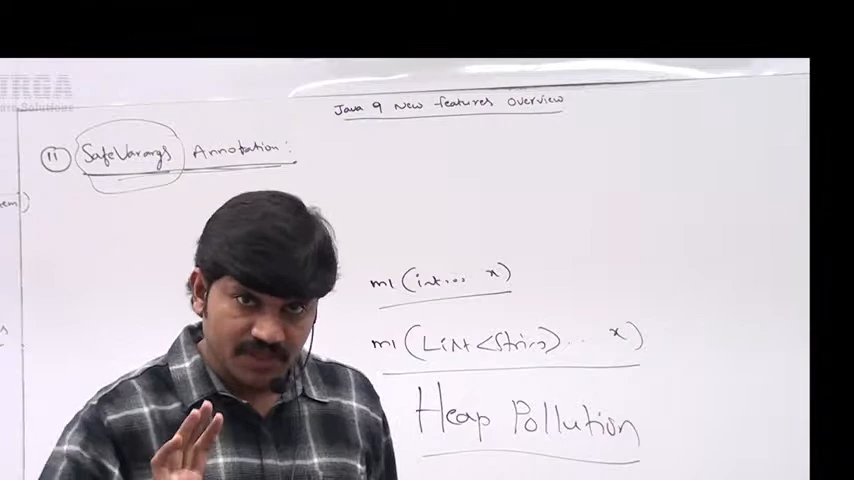 Java 9 New features Overview
11 SafeVarargs Annotation:
m1(int... x)
m1(List<String>... x)
Heap Pollution